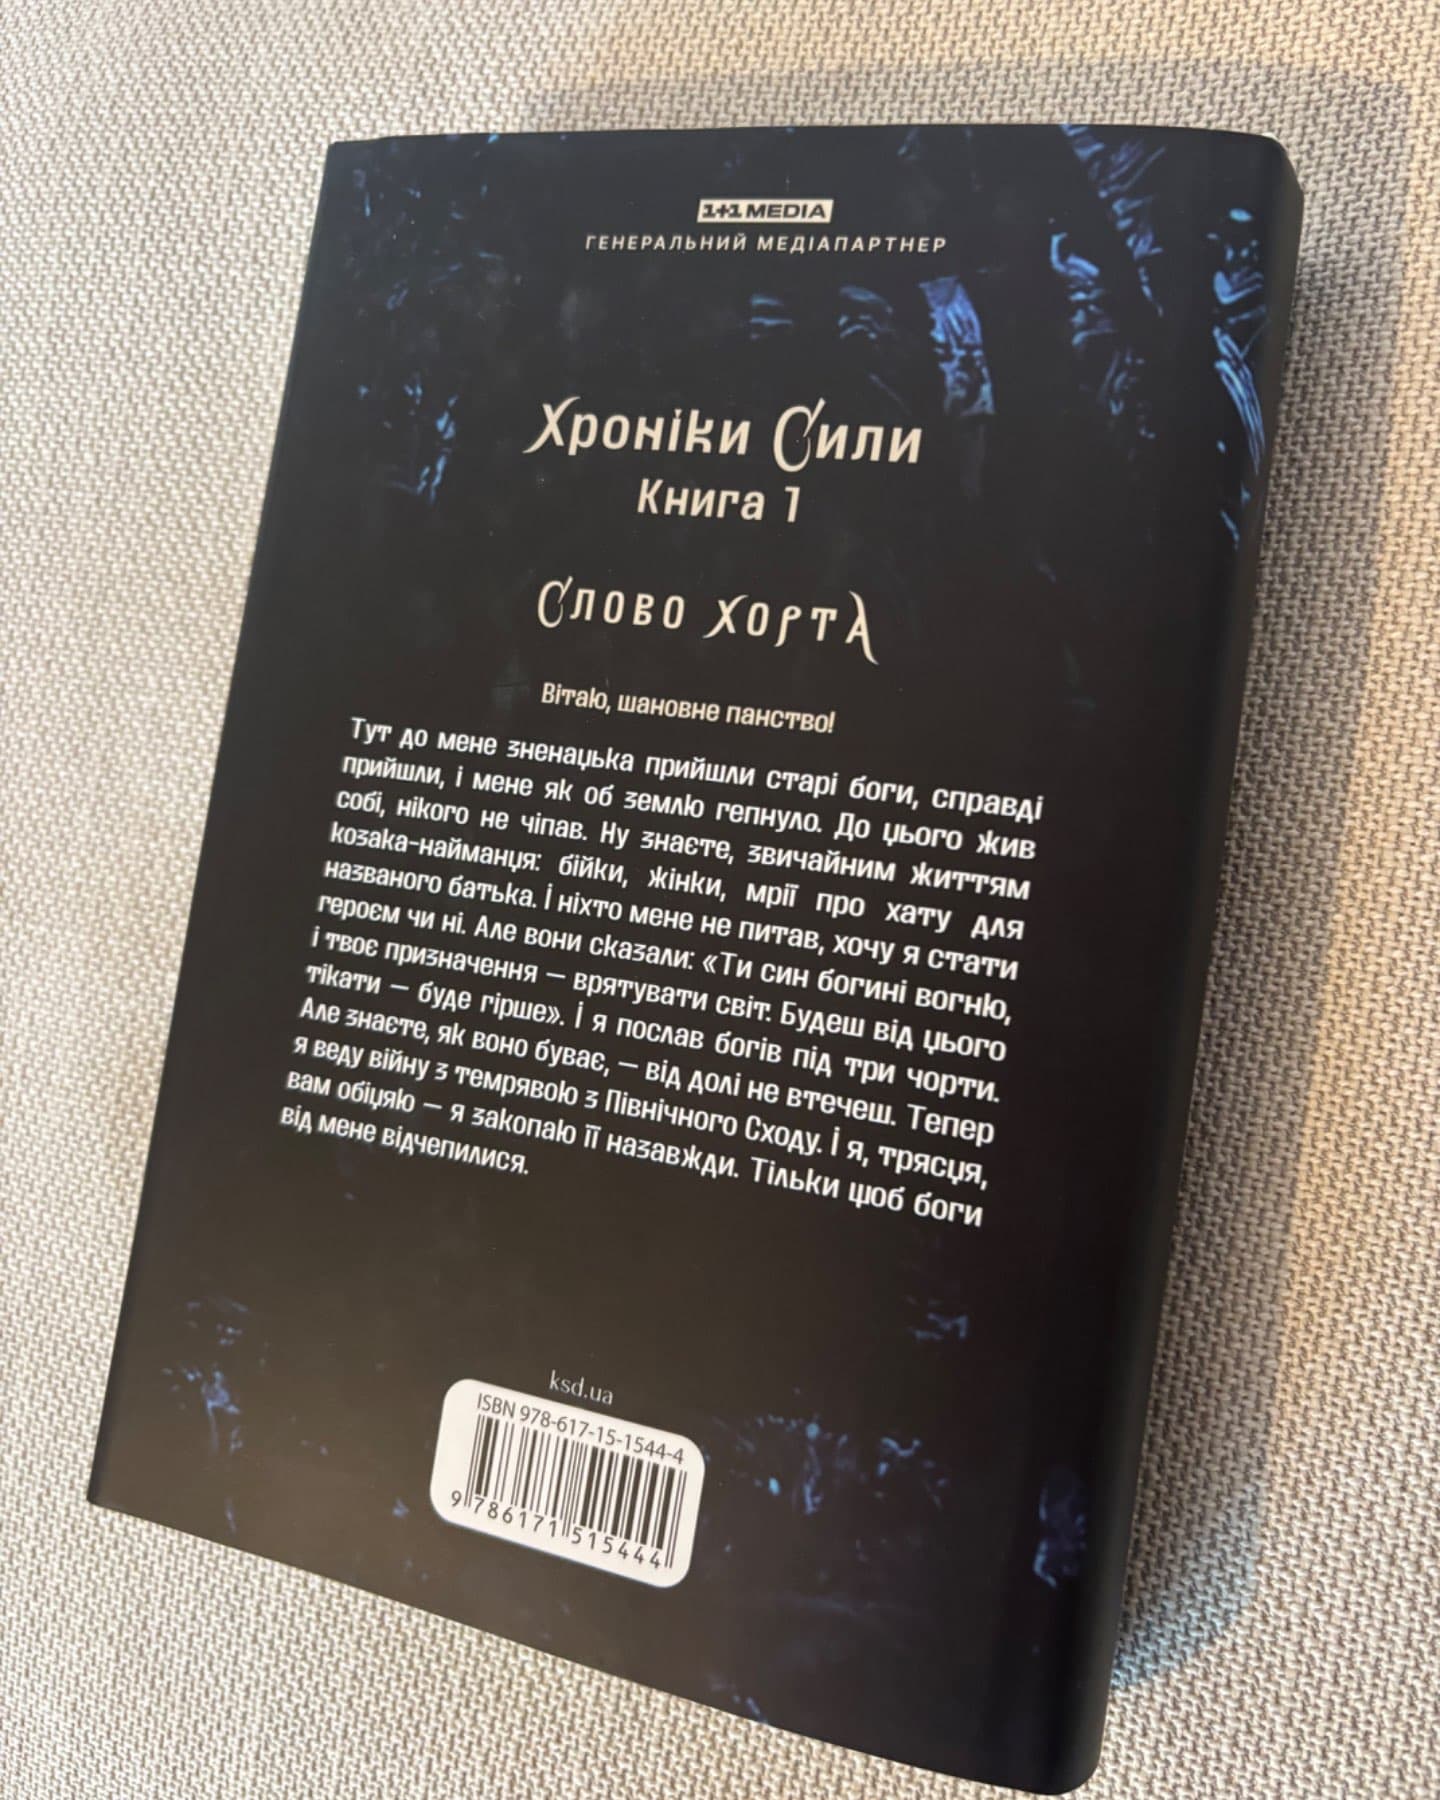 1+1 MEDIA
ГЕНЕРАЛЬНИЙ МЕДІАПАРТНЕР
Хроніки Сили
Книга 1
Слово хорта
Вітаю, шановне панство!
Тут до мене зненацька прийшли старі боги, справді
прийшли, і мене як об землю гепнуло. До цього жив
собі, нікого не чіпав. Ну знаєте, звичайним життям
козака-найманця: бійки, жінки, мрії про хату для
названого батька. І ніхто мене не питав, хочу я стати
героєм чи ні. Але вони сказали: «Ти син богині вогню,
і твоє призначення — врятувати світ. Будеш від цього
тікати — буде гірше». І я послав богів під три чорти.
Але знаєте, як воно буває, — від долі не втечеш. Тепер
я веду війну з темрявою з Північного Сходу. І я, трясця,
вам обіцяю — я закопаю її назавжди. Тільки щоб боги
від мене відчепилися.
ksd.ua
ISBN 978-617-15-1544-4
9 786171 515444